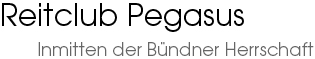 Reitclub Pegasus
Inmitten der Bündner Herrschaft